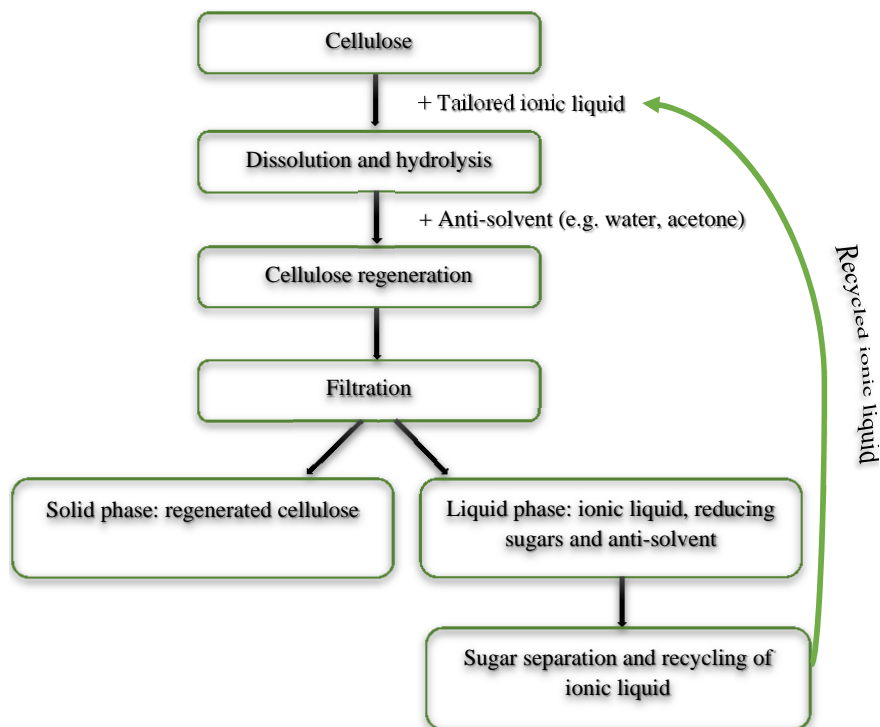 Cellulose
+ Tailored ionic liquid
Dissolution and hydrolysis
+ Anti-solvent (e.g. water, acetone)
Cellulose regeneration
Recycled ionic liquid
Filtration
Solid phase: regenerated cellulose
Liquid phase: ionic liquid, reducing
sugars and anti-solvent
Sugar separation and recycling of
ionic liquid